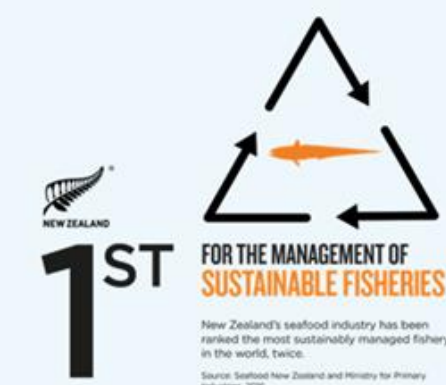 ®
NEW ZEALAND
1ST
FOR THE MANAGEMENT OF
SUSTAINABLE FISHERIES
New Zealand's seafood industry has been
ranked the most sustainably managed fishery
in the world, twice.
Source: Seafood New Zealand and Ministry for Primary